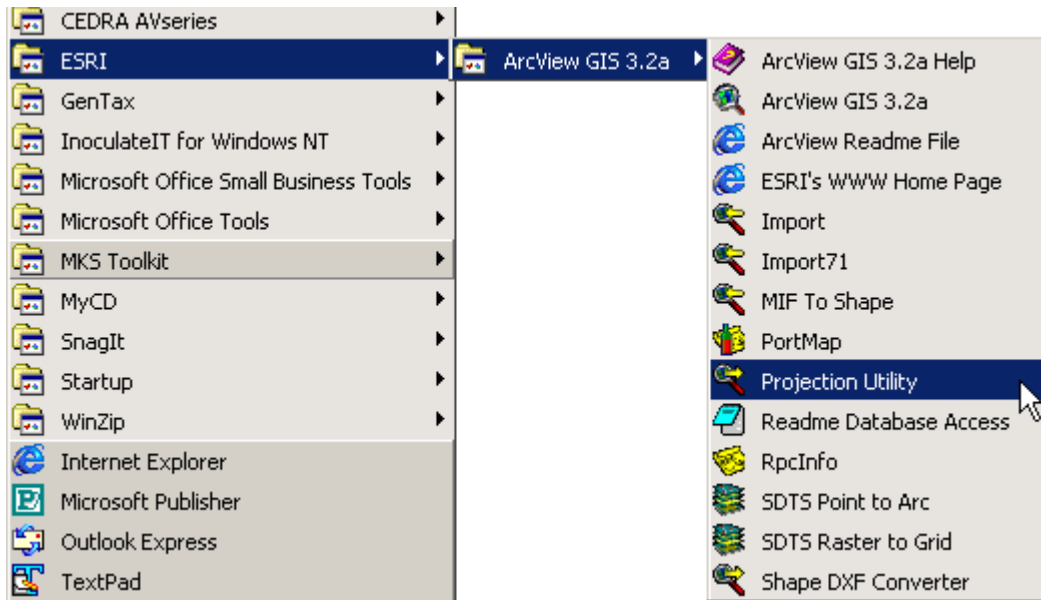 CEDRA AVseries
ESRI
GenTax
InoculateIT for Windows NT
Microsoft Office Small Business Tools
Microsoft Office Tools
MKS Toolkit
MyCD
SnagIt
Startup
WinZip
Internet Explorer
Microsoft Publisher
Outlook Express
TextPad
ArcView GIS 3.2a
ArcView GIS 3.2a Help
ArcView GIS 3.2a
ArcView Readme File
ESRI's WWW Home Page
Import
Import71
MIF To Shape
PortMap
Projection Utility
Readme Database Access
RpcInfo
SDTS Point to Arc
SDTS Raster to Grid
Shape DXF Converter